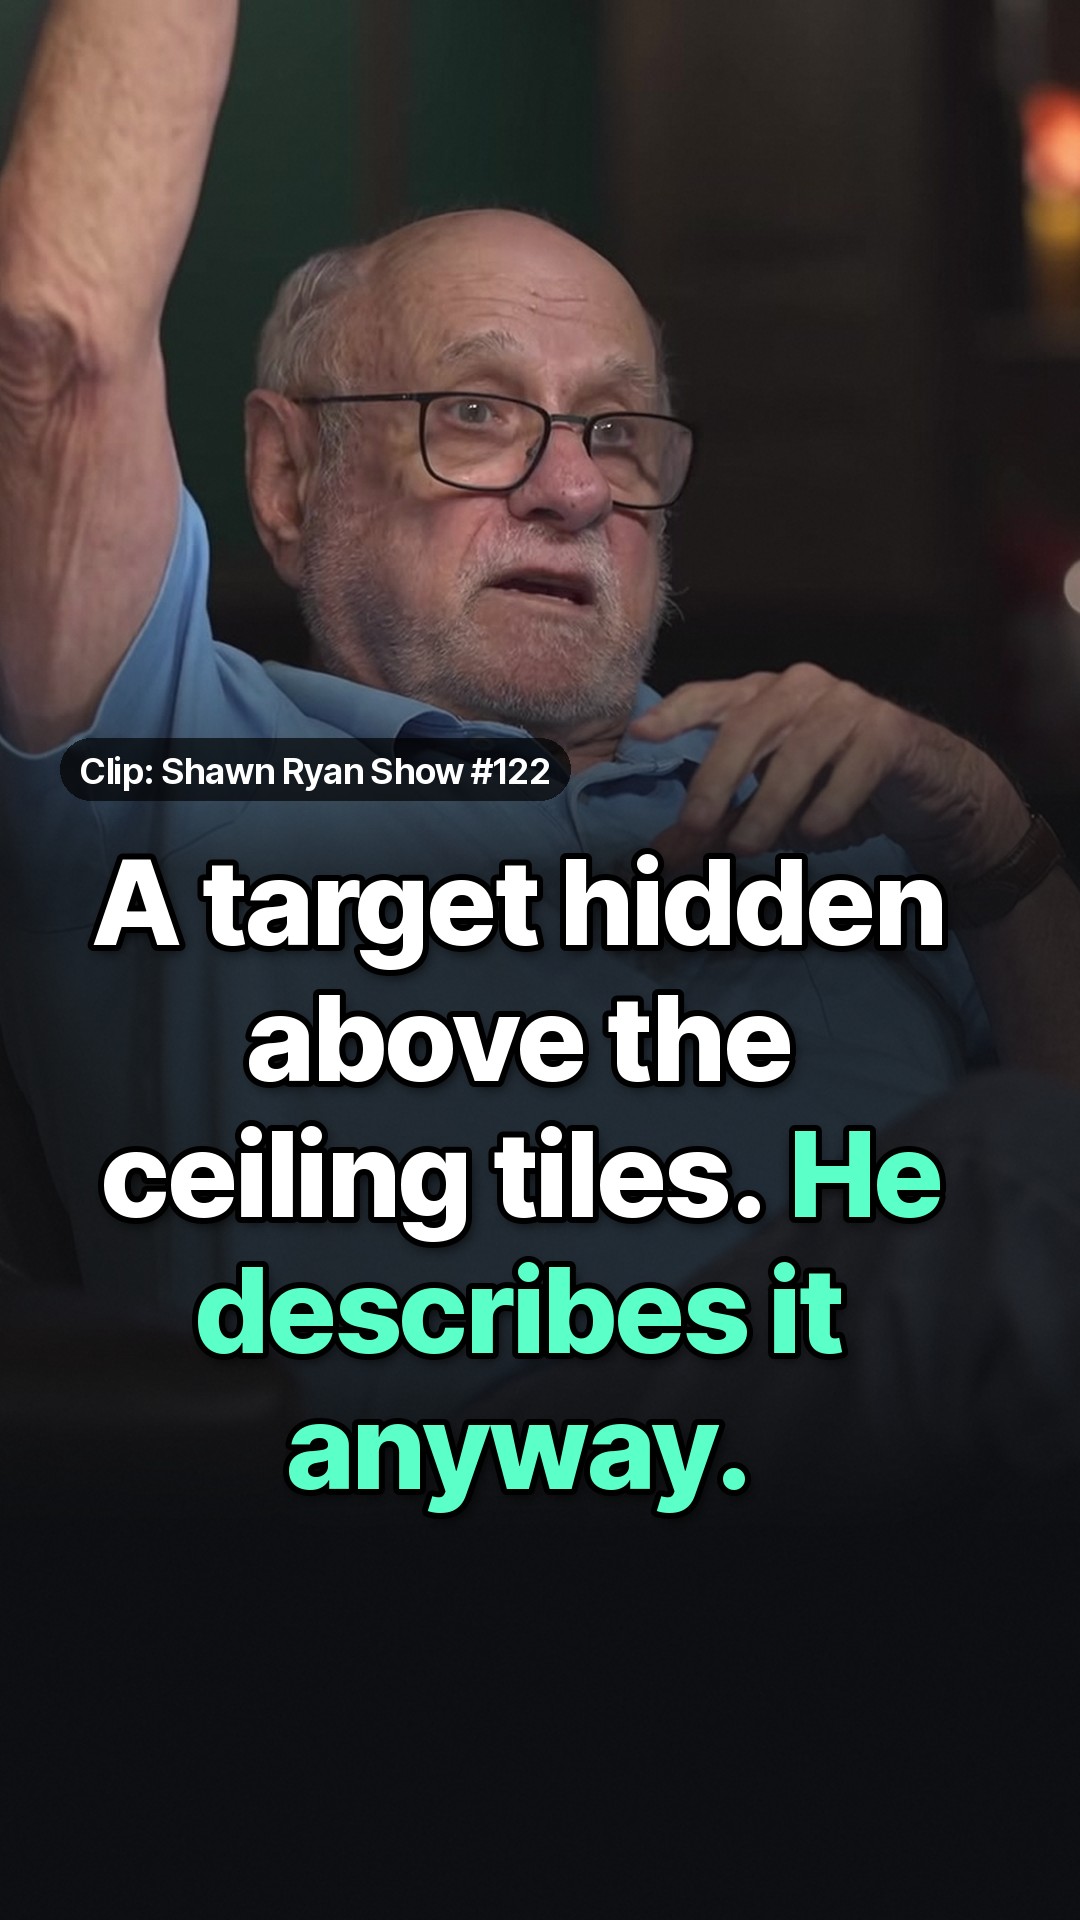 Clip: Shawn Ryan Show #122
A target hidden
above the
ceiling tiles. He
describes it
anyway.